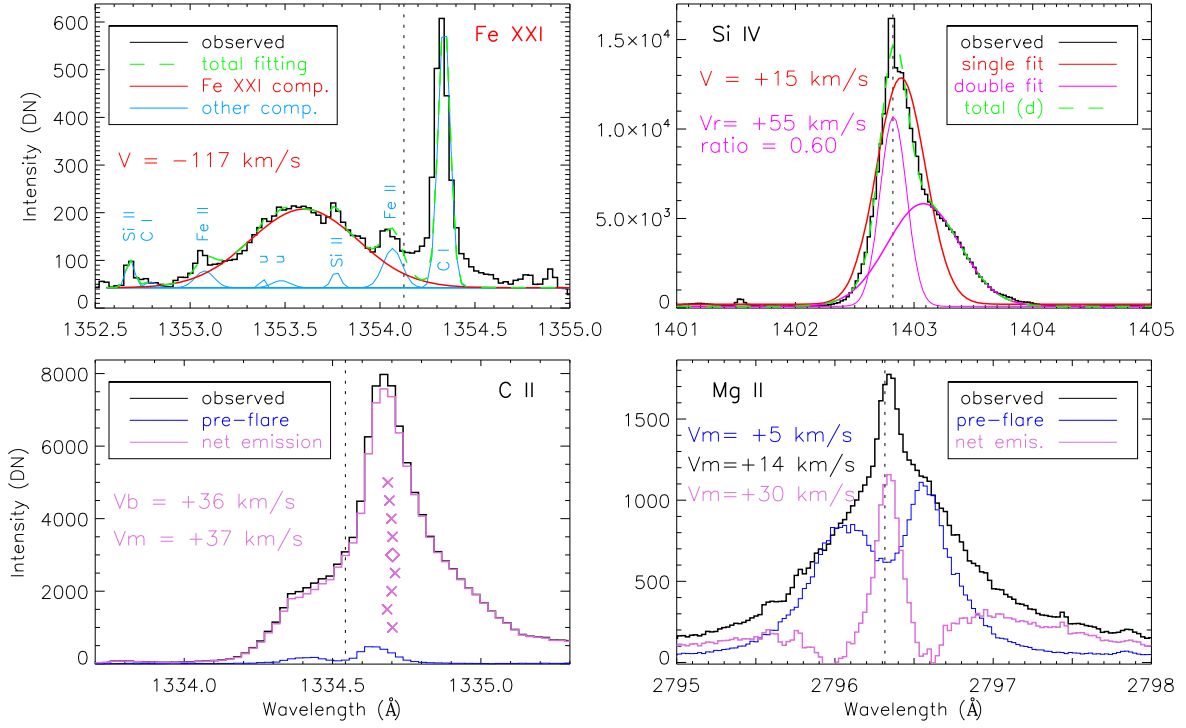 Fe XXI
observed
total fitting
Fe XXI comp.
other comp.
V = −117 km/s
Si II
C I
Fe II
u
u
Si II
Fe II
C I
Intensity (DN)
600
500
400
300
200
100
0
1352.5 1353.0 1353.5 1354.0 1354.5 1355.0
Si IV
observed
single fit
double fit
total (d)
V = +15 km/s
Vr= +55 km/s
ratio = 0.60
1.5×10⁴
1.0×10⁴
5.0×10³
0
1401 1402 1403 1404 1405
C II
observed
pre−flare
net emission
Vb = +36 km/s
Vm = +37 km/s
Intensity (DN)
8000
6000
4000
2000
0
1334.0 1334.5 1335.0
Wavelength (Å)
Mg II
observed
pre−flare
net emis.
Vm= +5 km/s
Vm=+14 km/s
Vm=+30 km/s
1500
1000
500
0
2795 2796 2797 2798
Wavelength (Å)